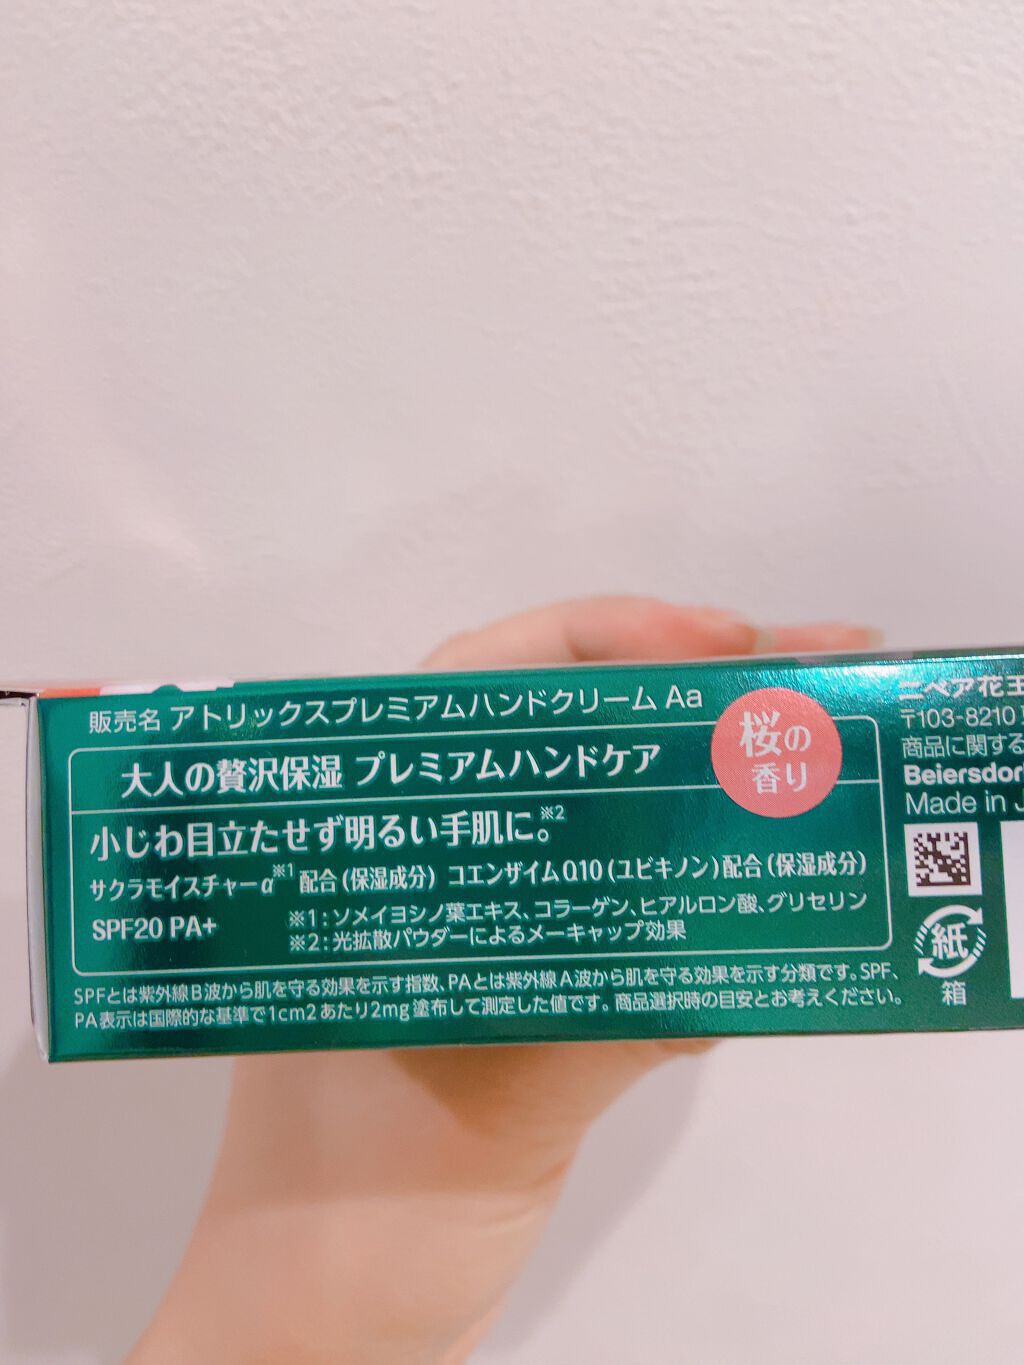 販売名 アトリックスプレミアムハンドクリーム Aa
大人の贅沢保湿 プレミアムハンドケア
桜の
香り
小じわ目立たせず明るい手肌に。※2
サクラモイスチャーα※1 配合(保湿成分) コエンザイムQ10(ユビキノン)配合(保湿成分)
SPF20 PA+
※1:ソメイヨシノ葉エキス、コラーゲン、ヒアルロン酸、グリセリン
※2:光拡散パウダーによるメーキャップ効果
SPFとは紫外線B波から肌を守る効果を示す指数、PAとは紫外線A波から肌を守る効果を示す分類です。SPF、
PA表示は国際的な基準で1cm2あたり2mg塗布して測定した値です。商品選択時の目安とお考えください。
ニベア花王
〒103-8210
商品に関する
Beiersdor
Made in J
紙
箱